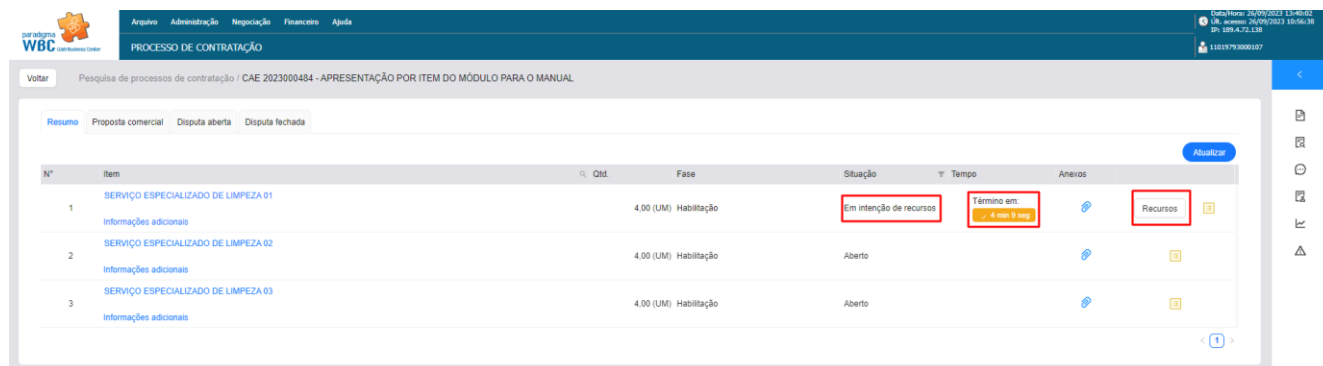 Arquivo Administração Negociação Financeiro Ajuda
Data/Hora: 26/09/2023 13:40:02
Últ. acesso: 26/09/2023 10:56:38
IP: 189.4.72.138
paradigma
WBC Web Business Center
PROCESSO DE CONTRATAÇÃO
11019793000107
Voltar Pesquisa de processos de contratação / CAE 2023000484 - APRESENTAÇÃO POR ITEM DO MÓDULO PARA O MANUAL
Resumo Proposta comercial Disputa aberta Disputa fechada
Atualizar
N° Item Qtd. Fase Situação Tempo Anexos
SERVIÇO ESPECIALIZADO DE LIMPEZA 01
1 4,00 (UM) Habilitação Em intenção de recursos Término em: Recursos
4 min 9 seg
Informações adicionais
SERVIÇO ESPECIALIZADO DE LIMPEZA 02
2 4,00 (UM) Habilitação Aberto
Informações adicionais
SERVIÇO ESPECIALIZADO DE LIMPEZA 03
3 4,00 (UM) Habilitação Aberto
Informações adicionais
< 1 >